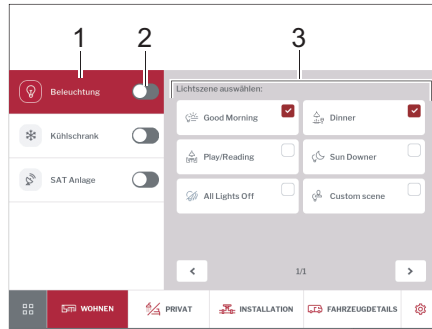 1 2 3
Beleuchtung
Kühlschrank
SAT Anlage
Lichtszene auswählen:
Good Morning Dinner
Play/Reading Sun Downer
All Lights Off Custom scene
< 1/1 >
WOHNEN PRIVAT INSTALLATION FAHRZEUGDETAILS